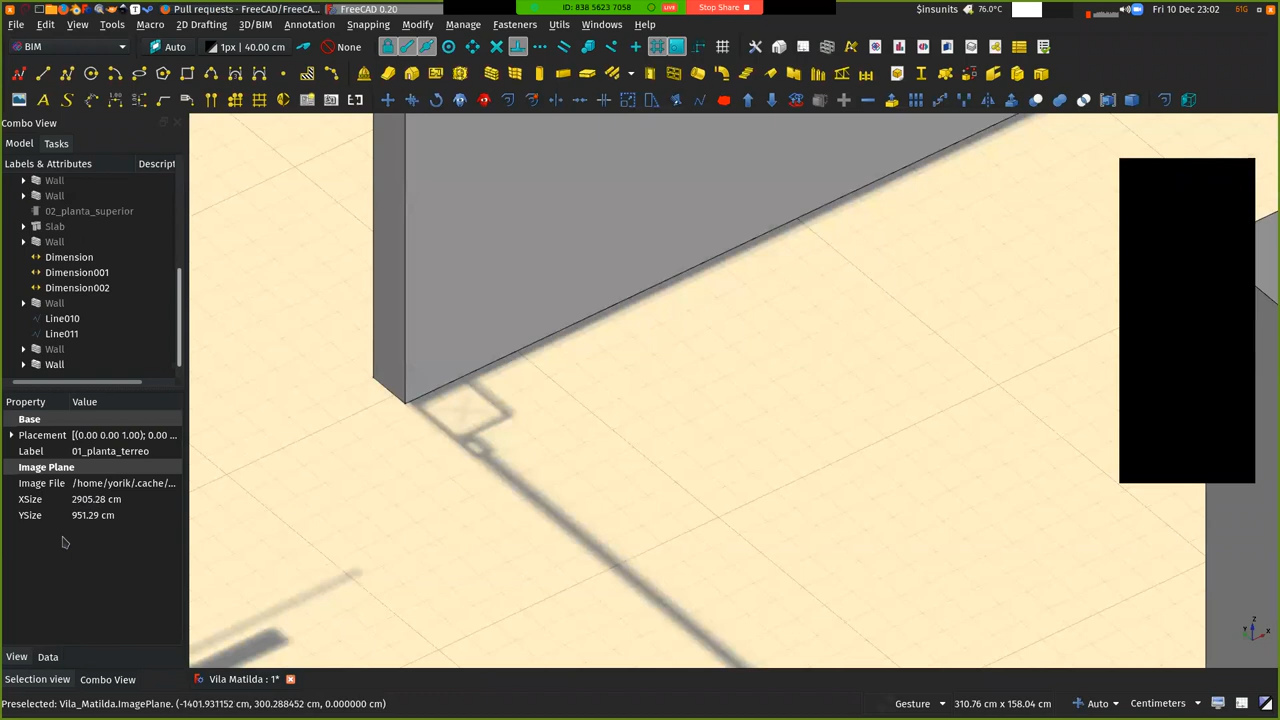 Pull requests - FreeCAD/FreeCA...
FreeCAD 0.20
ID: 838 5623 7058
LIVE
Stop Share
$insunits
76.0°C
Fri 10 Dec 23:02
61G
File Edit View 3D Views Tools Macro 2D Drafting 3D/BIM Annotation Snapping Modify Manage Fasteners Utils Windows Help
BIM
Auto
1px | 40.00 cm
None
Combo View
Model
Tasks
Labels & Attributes
Descript
Wall
Wall
02_planta_superior
Slab
Wall
Dimension
Dimension001
Dimension002
Wall
Line010
Line011
Wall
Wall
Property Value
Base
Placement [(0.00 0.00 1.00); 0.00 ...
Label 01_planta_terreo
Image Plane
Image File /home/yorik/.cache/...
XSize 2905.28 cm
YSize 951.29 cm
Z
Y
X
View
Data
Selection view
Combo View
Vila Matilda : 1*
Preselected: Vila_Matilda.ImagePlane. (-1401.931152 cm, 300.288452 cm, 0.000000 cm)
Gesture
310.76 cm x 158.04 cm
Auto
Centimeters